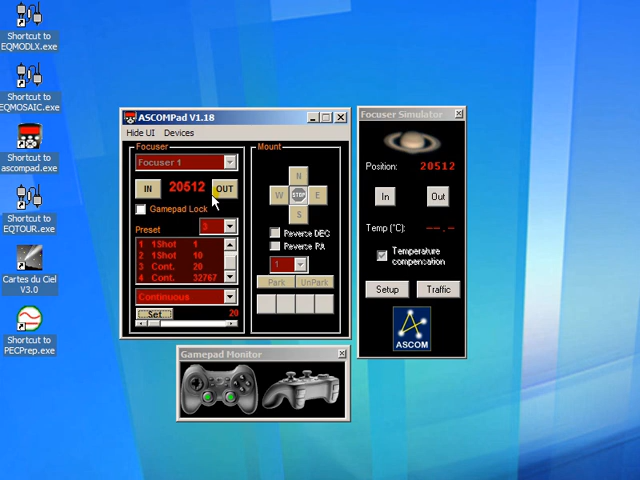 Shortcut to
EQMODLX.exe
Shortcut to
EQMOSAIC.exe
Shortcut to
ascompad.exe
Shortcut to
EQTOUR.exe
Cartes du Ciel
V3.0
Shortcut to
PECPrep.exe
ASCOMPad V1.18
Hide UI Devices
Focuser
Focuser 1
IN 20512 OUT
Gamepad Lock
3
Preset
1 1Shot 1
2 1Shot 10
3 Cont. 20
4 Cont. 32767
Continuous
Set 20
Mount
N
W STOP E
S
Reverse DEC
Reverse RA
1
Park UnPark
Focuser Simulator
Position: 20512
In Out
Temp (°C): ---.-
Temperature
compensation
Setup Traffic
ASCOM
Gamepad Monitor